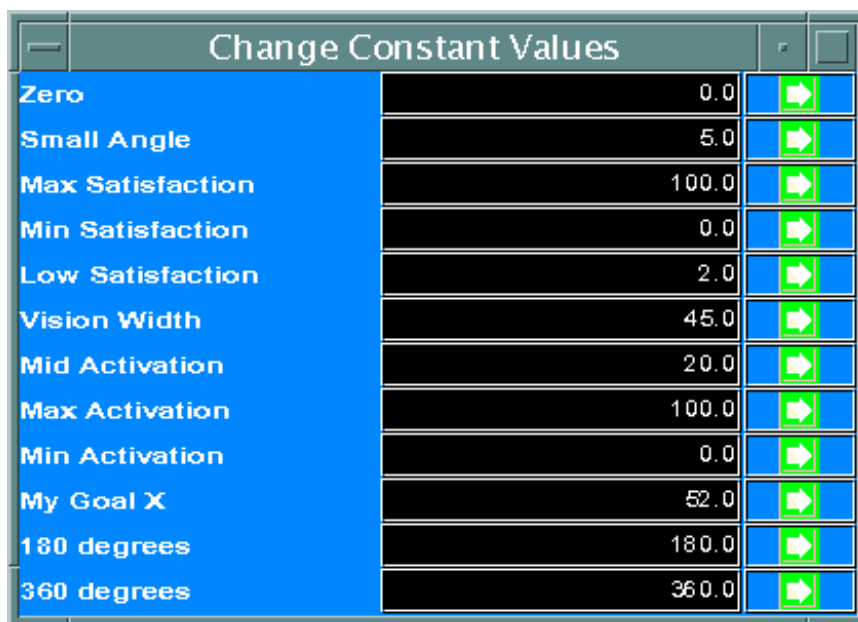 Change Constant Values
Zero 0.0
Small Angle 5.0
Max Satisfaction 100.0
Min Satisfaction 0.0
Low Satisfaction 2.0
Vision Width 45.0
Mid Activation 20.0
Max Activation 100.0
Min Activation 0.0
My Goal X 52.0
180 degrees 180.0
360 degrees 360.0